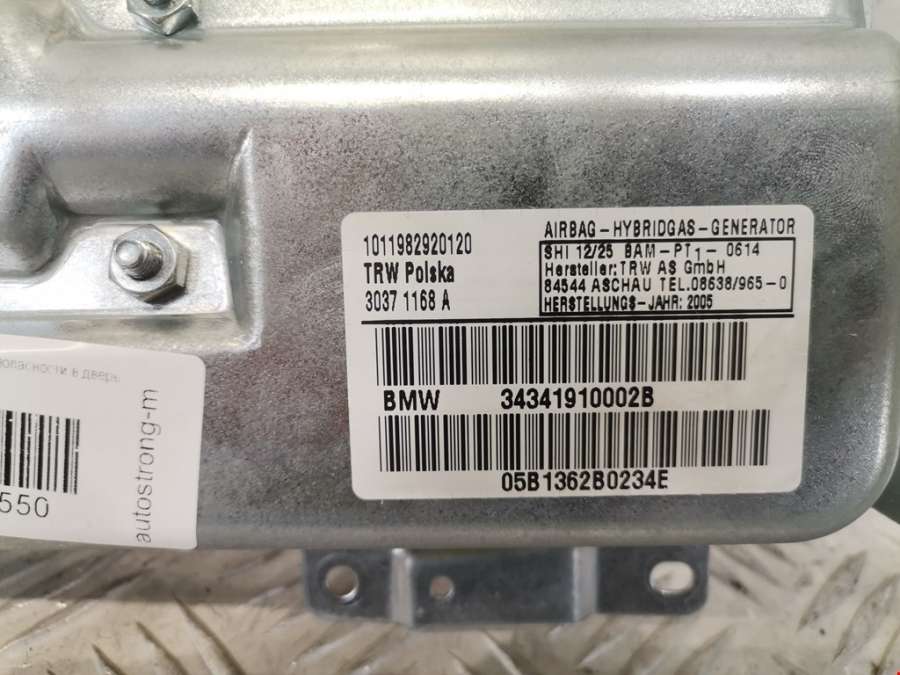 1011982920120
TRW Polska
3037 1168 A
AIRBAG-HYBRIDGAS-GENERATOR
SHI 12/25 BAM-PT1- 0614
Hersteller: TRW AS GmbH
84544 ASCHAU TEL.08638/965-0
HERSTELLUNGS-JAHR: 2005
BMW 34341910002B
05B1362B0234E
в дверь
550
autostrong-m